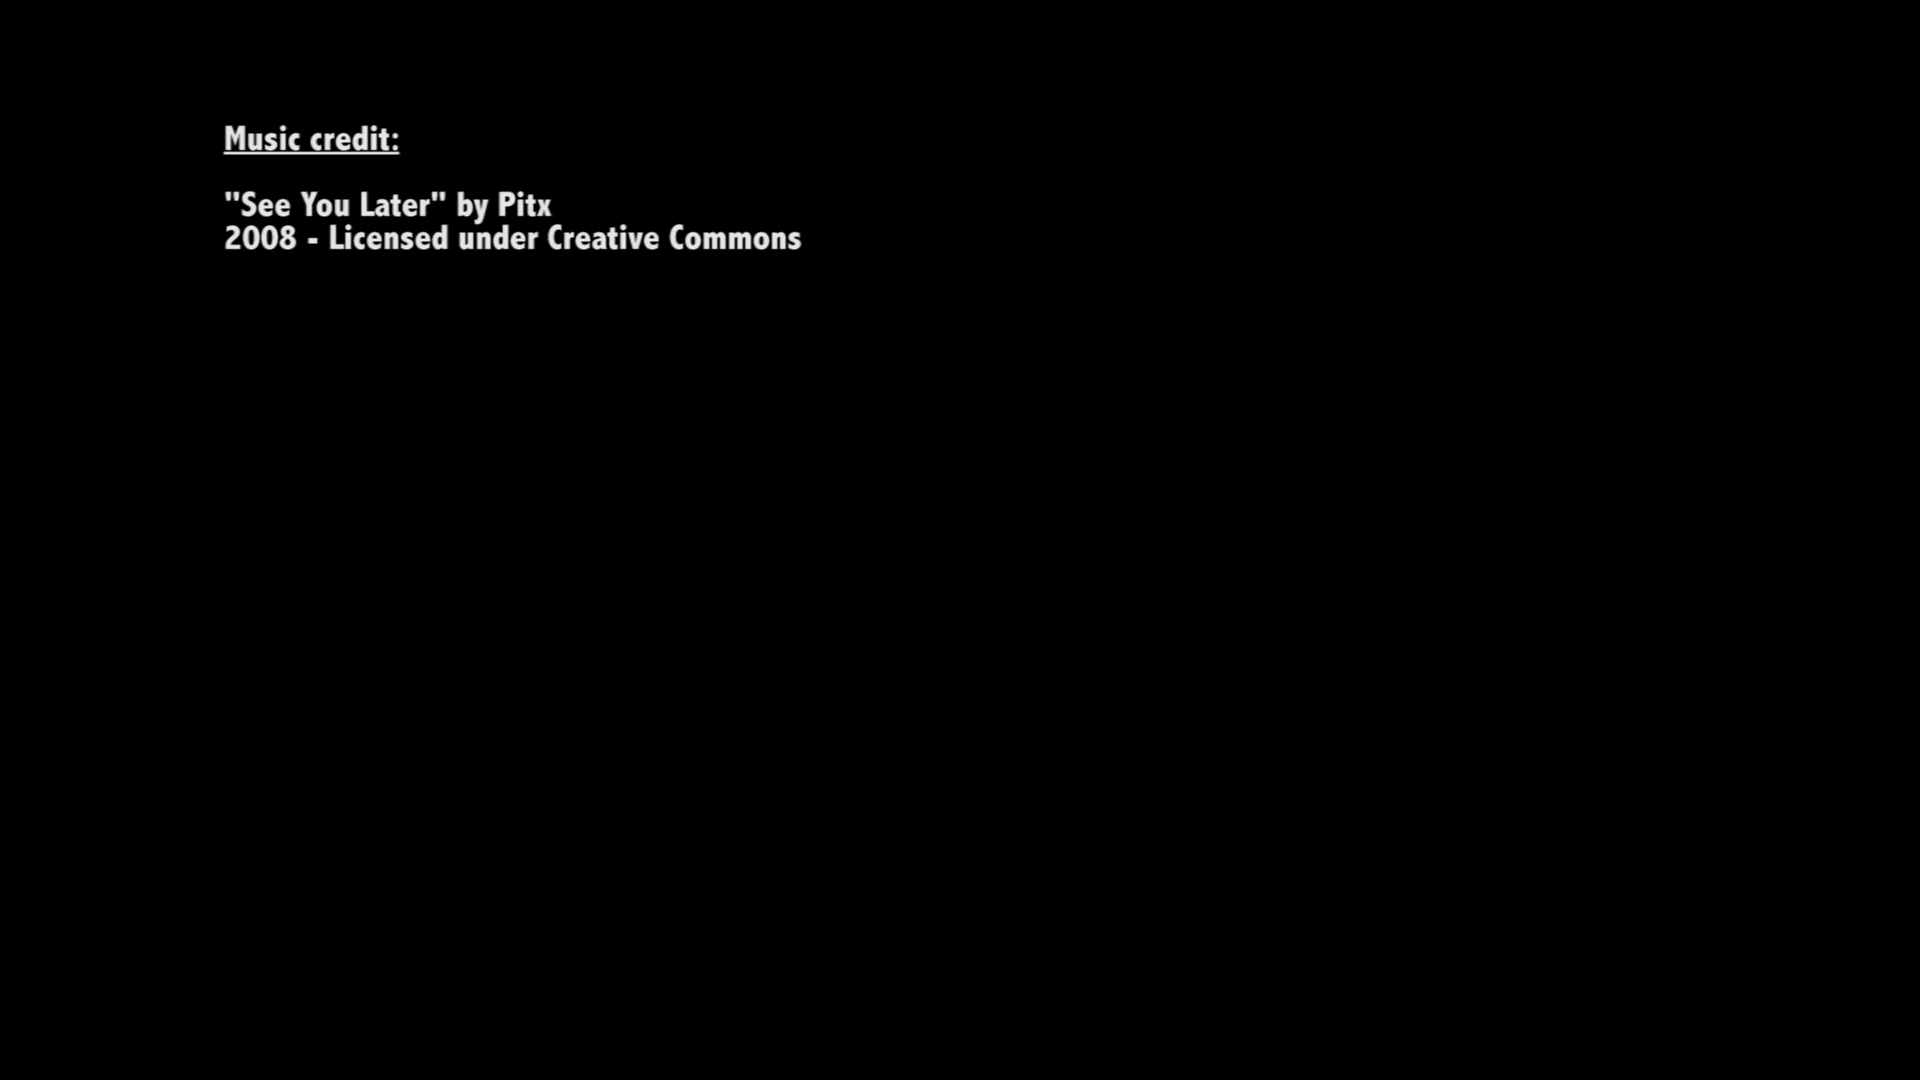 Music credit:
"See You Later" by Pitx
2008 - Licensed under Creative Commons